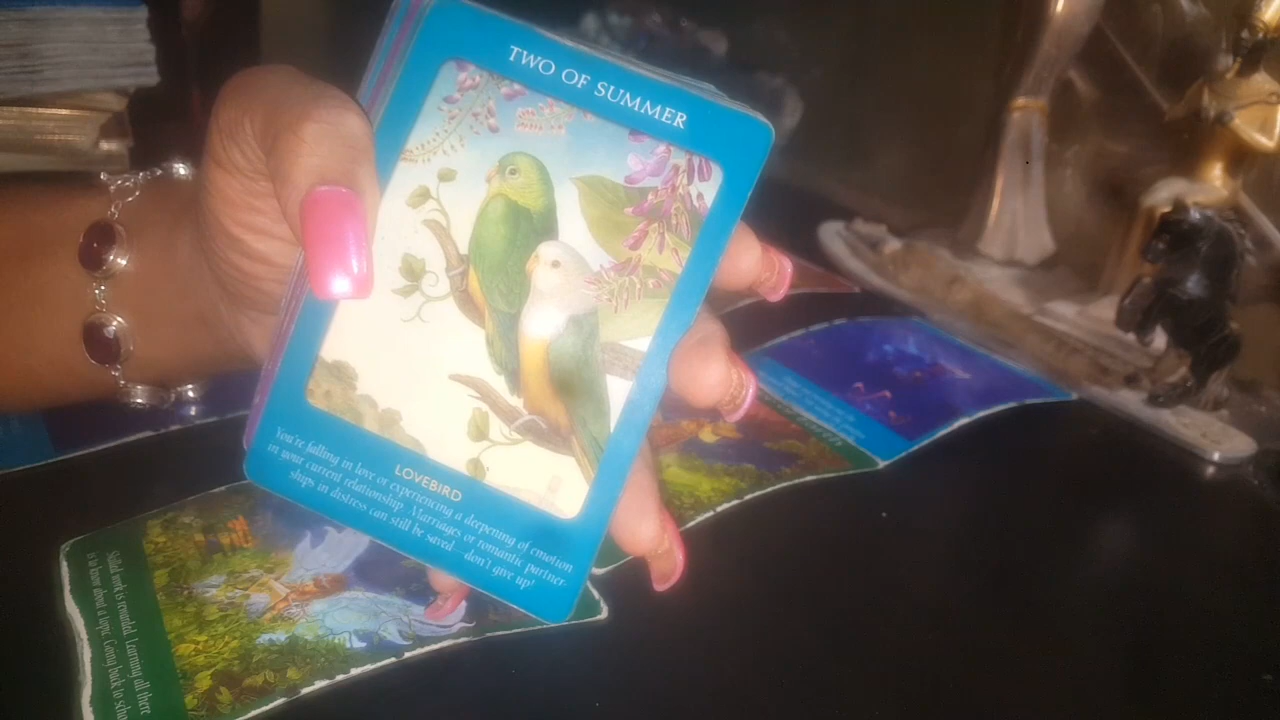 TWO OF SUMMER
LOVEBIRD
You're falling in love or experiencing a deepening of emotion
in your current relationship. Marriages or romantic partner-
ships in distress can still be saved—don't give up!
Skilled work is rewarded. Learning all there
is to know about a topic. Going back to